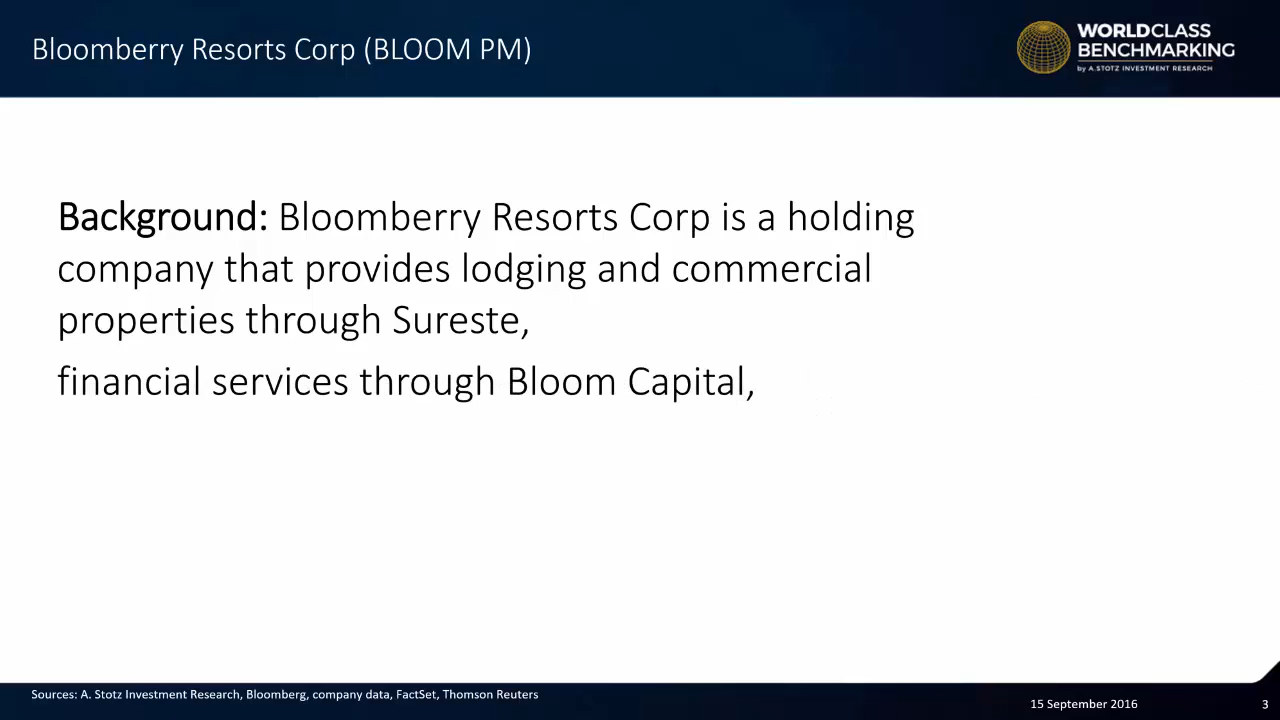 Bloomberry Resorts Corp (BLOOM PM)
WORLDCLASS
BENCHMARKING
by A.STOTZ INVESTMENT RESEARCH
Background: Bloomberry Resorts Corp is a holding
company that provides lodging and commercial
properties through Sureste,
financial services through Bloom Capital,
Sources: A. Stotz Investment Research, Bloomberg, company data, FactSet, Thomson Reuters
15 September 2016
3